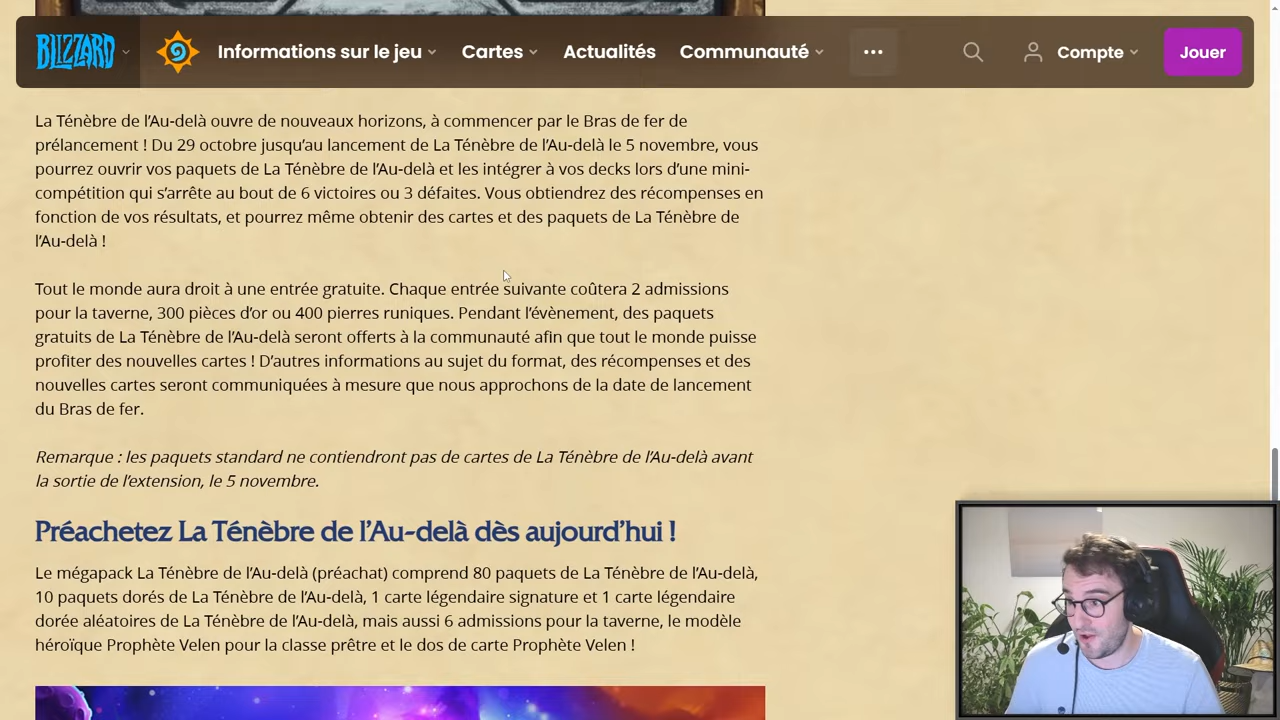 BLIZZARD
Informations sur le jeu
Cartes
Actualités
Communauté
Compte
Jouer
La Ténèbre de l’Au-delà ouvre de nouveaux horizons, à commencer par le Bras de fer de
prélancement ! Du 29 octobre jusqu’au lancement de La Ténèbre de l’Au-delà le 5 novembre, vous
pourrez ouvrir vos paquets de La Ténèbre de l’Au-delà et les intégrer à vos decks lors d’une mini-
compétition qui s’arrête au bout de 6 victoires ou 3 défaites. Vous obtiendrez des récompenses en
fonction de vos résultats, et pourrez même obtenir des cartes et des paquets de La Ténèbre de
l’Au-delà !
Tout le monde aura droit à une entrée gratuite. Chaque entrée suivante coûtera 2 admissions
pour la taverne, 300 pièces d’or ou 400 pierres runiques. Pendant l’évènement, des paquets
gratuits de La Ténèbre de l’Au-delà seront offerts à la communauté afin que tout le monde puisse
profiter des nouvelles cartes ! D’autres informations au sujet du format, des récompenses et des
nouvelles cartes seront communiquées à mesure que nous approchons de la date de lancement
du Bras de fer.
Remarque : les paquets standard ne contiendront pas de cartes de La Ténèbre de l’Au-delà avant
la sortie de l’extension, le 5 novembre.
Préachetez La Ténèbre de l’Au-delà dès aujourd’hui !
Le mégapack La Ténèbre de l’Au-delà (préachat) comprend 80 paquets de La Ténèbre de l’Au-delà,
10 paquets dorés de La Ténèbre de l’Au-delà, 1 carte légendaire signature et 1 carte légendaire
dorée aléatoires de La Ténèbre de l’Au-delà, mais aussi 6 admissions pour la taverne, le modèle
héroïque Prophète Velen pour la classe prêtre et le dos de carte Prophète Velen !